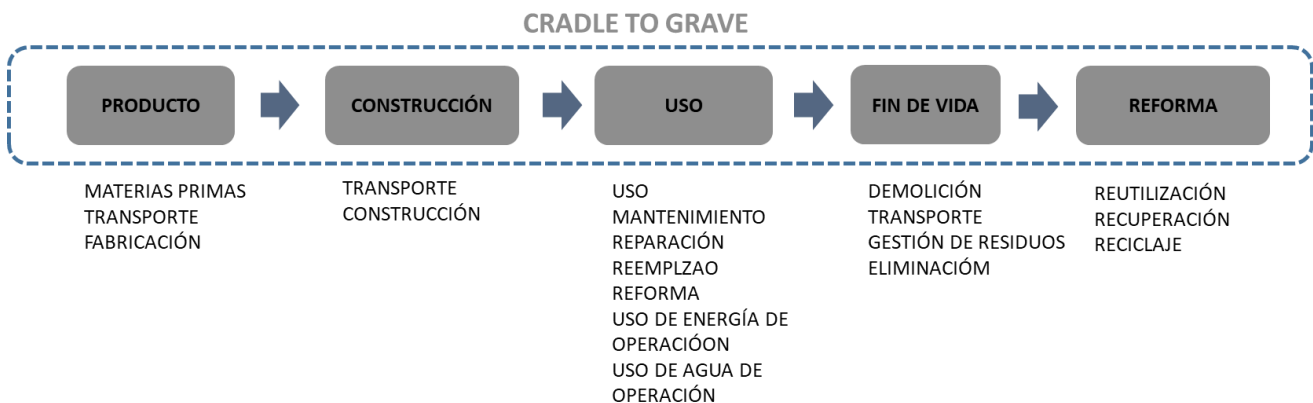 CRADLE TO GRAVE
PRODUCTO
CONSTRUCCIÓN
USO
FIN DE VIDA
REFORMA
MATERIAS PRIMAS
TRANSPORTE
FABRICACIÓN
TRANSPORTE
CONSTRUCCIÓN
USO
MANTENIMIENTO
REPARACIÓN
REEMPLZAO
REFORMA
USO DE ENERGÍA DE
OPERACIÓON
USO DE AGUA DE
OPERACIÓN
DEMOLICIÓN
TRANSPORTE
GESTIÓN DE RESIDUOS
ELIMINACIÓM
REUTILIZACIÓN
RECUPERACIÓN
RECICLAJE